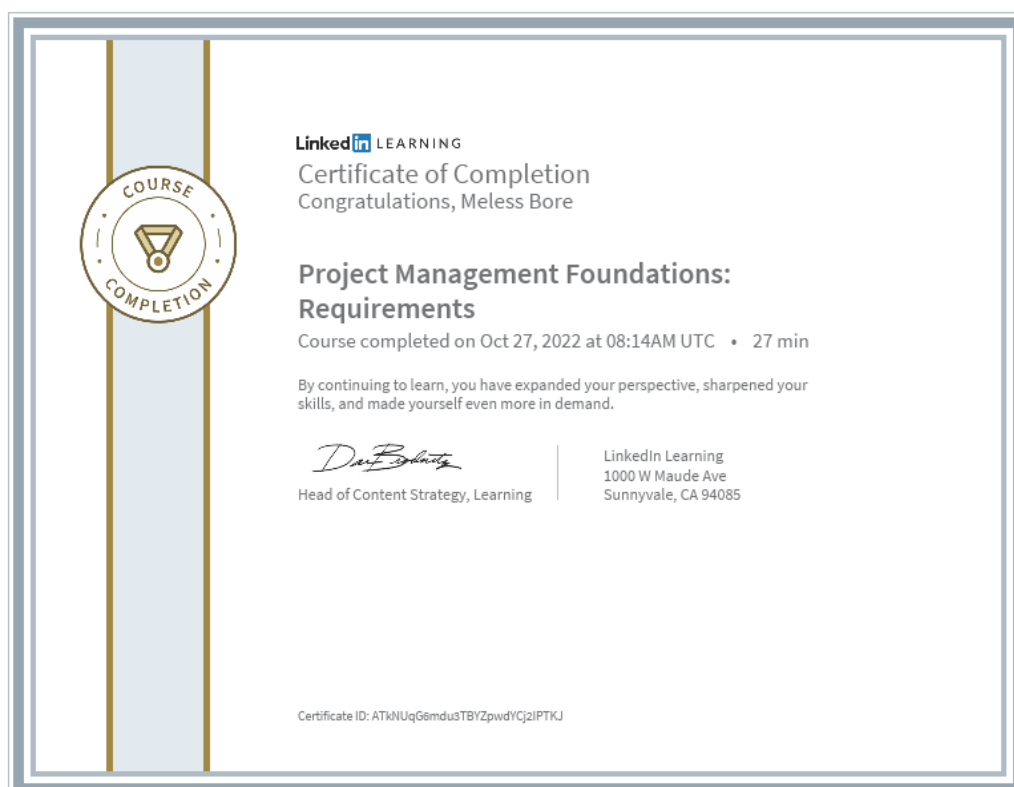 LinkedIn LEARNING
Certificate of Completion
Congratulations, Meless Bore
COURSE
COMPLETION
Project Management Foundations:
Requirements
Course completed on Oct 27, 2022 at 08:14AM UTC • 27 min
By continuing to learn, you have expanded your perspective, sharpened your
skills, and made yourself even more in demand.
Head of Content Strategy, Learning
LinkedIn Learning
1000 W Maude Ave
Sunnyvale, CA 94085
Certificate ID: ATkNUqG6mdu3TBYZpwdYCj2IPTKJ